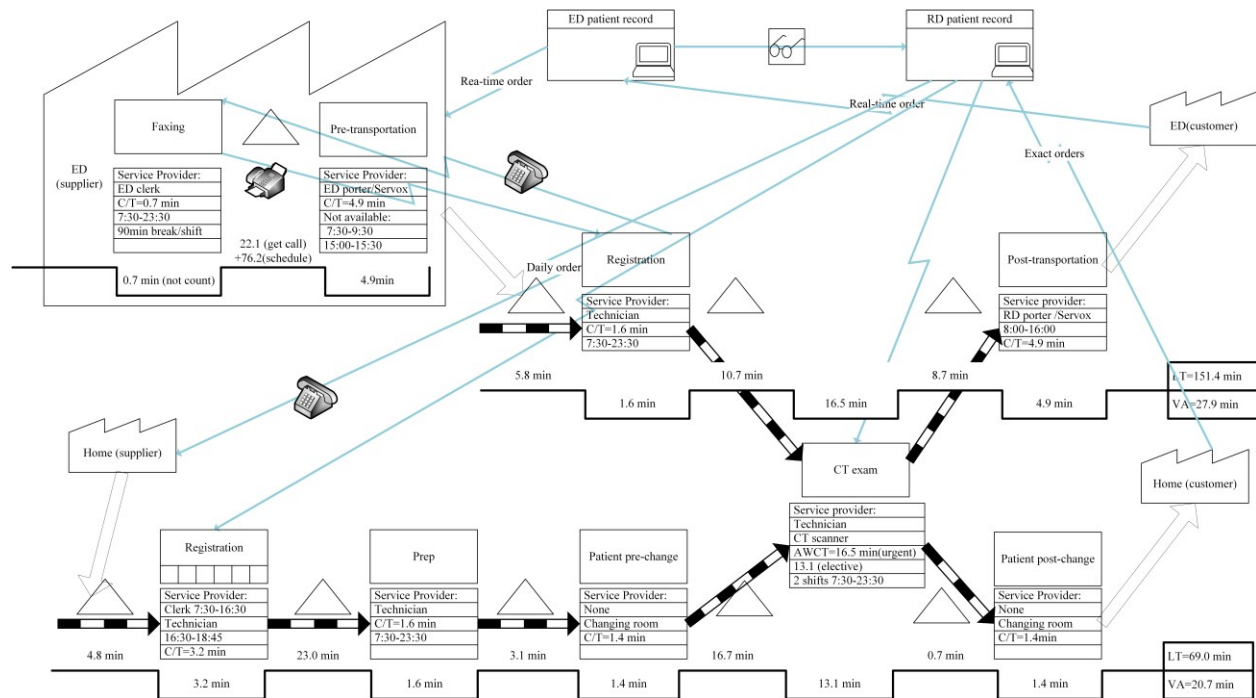 ED patient record
RD patient record
Rea-time order
Real-time order
ED(customer)
Exact orders
Faxing
Pre-transportation
ED
(supplier)
Service Provider:
ED clerk
C/T=0.7 min
7:30-23:30
90min break/shift
Service Provider:
ED porter/Servox
C/T=4.9 min
Not available:
7:30-9:30
15:00-15:30
22.1 (get call)
+76.2(schedule)
0.7 min (not count)
4.9min
Registration
Daily order
Post-transportation
Service Provider:
Technician
C/T=1.6 min
7:30-23:30
Service provider:
RD porter /Servox
8:00-16:00
C/T=4.9 min
5.8 min
10.7 min
8.7 min
LT=151.4 min
1.6 min
16.5 min
4.9 min
VA=27.9 min
Home (supplier)
CT exam
Home (customer)
Service provider:
Technician
CT scanner
AWCT=16.5 min(urgent)
13.1 (elective)
2 shifts 7:30-23:30
Registration
Prep
Patient pre-change
Patient post-change
Service Provider:
Clerk 7:30-16:30
Technician
16:30-18:45
C/T=3.2 min
Service Provider:
Technician
C/T=1.6 min
7:30-23:30
Service Provider:
None
Changing room
C/T=1.4 min
Service Provider:
None
Changing room
C/T=1.4min
4.8 min
23.0 min
3.1 min
16.7 min
0.7 min
LT=69.0 min
3.2 min
1.6 min
1.4 min
13.1 min
1.4 min
VA=20.7 min